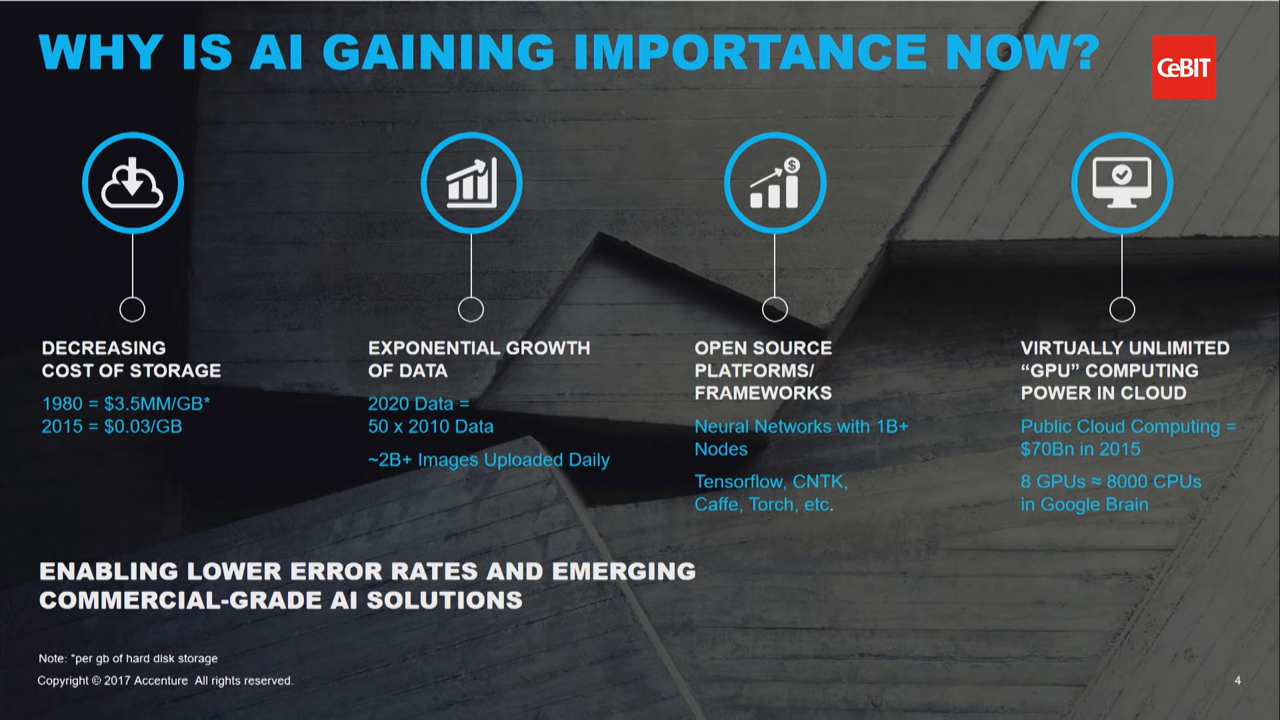 WHY IS AI GAINING IMPORTANCE NOW?
CeBIT
$
DECREASING
COST OF STORAGE
1980 = $3.5MM/GB*
2015 = $0.03/GB
EXPONENTIAL GROWTH
OF DATA
2020 Data =
50 x 2010 Data
~2B+ Images Uploaded Daily
OPEN SOURCE
PLATFORMS/
FRAMEWORKS
Neural Networks with 1B+
Nodes
Tensorflow, CNTK,
Caffe, Torch, etc.
VIRTUALLY UNLIMITED
“GPU” COMPUTING
POWER IN CLOUD
Public Cloud Computing =
$70Bn in 2015
8 GPUs ≈ 8000 CPUs
in Google Brain
ENABLING LOWER ERROR RATES AND EMERGING
COMMERCIAL-GRADE AI SOLUTIONS
Note: *per gb of hard disk storage
Copyright © 2017 Accenture All rights reserved.
4